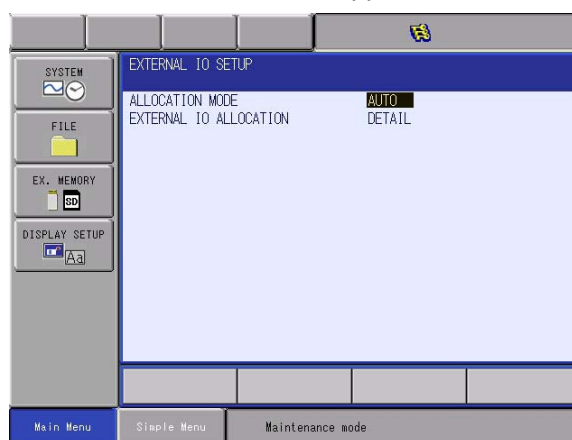 SYSTEM
FILE
EX. MEMORY
SD
DISPLAY SETUP
Aa
EXTERNAL IO SETUP
ALLOCATION MODE AUTO
EXTERNAL IO ALLOCATION DETAIL
Main Menu
Simple Menu
Maintenance mode